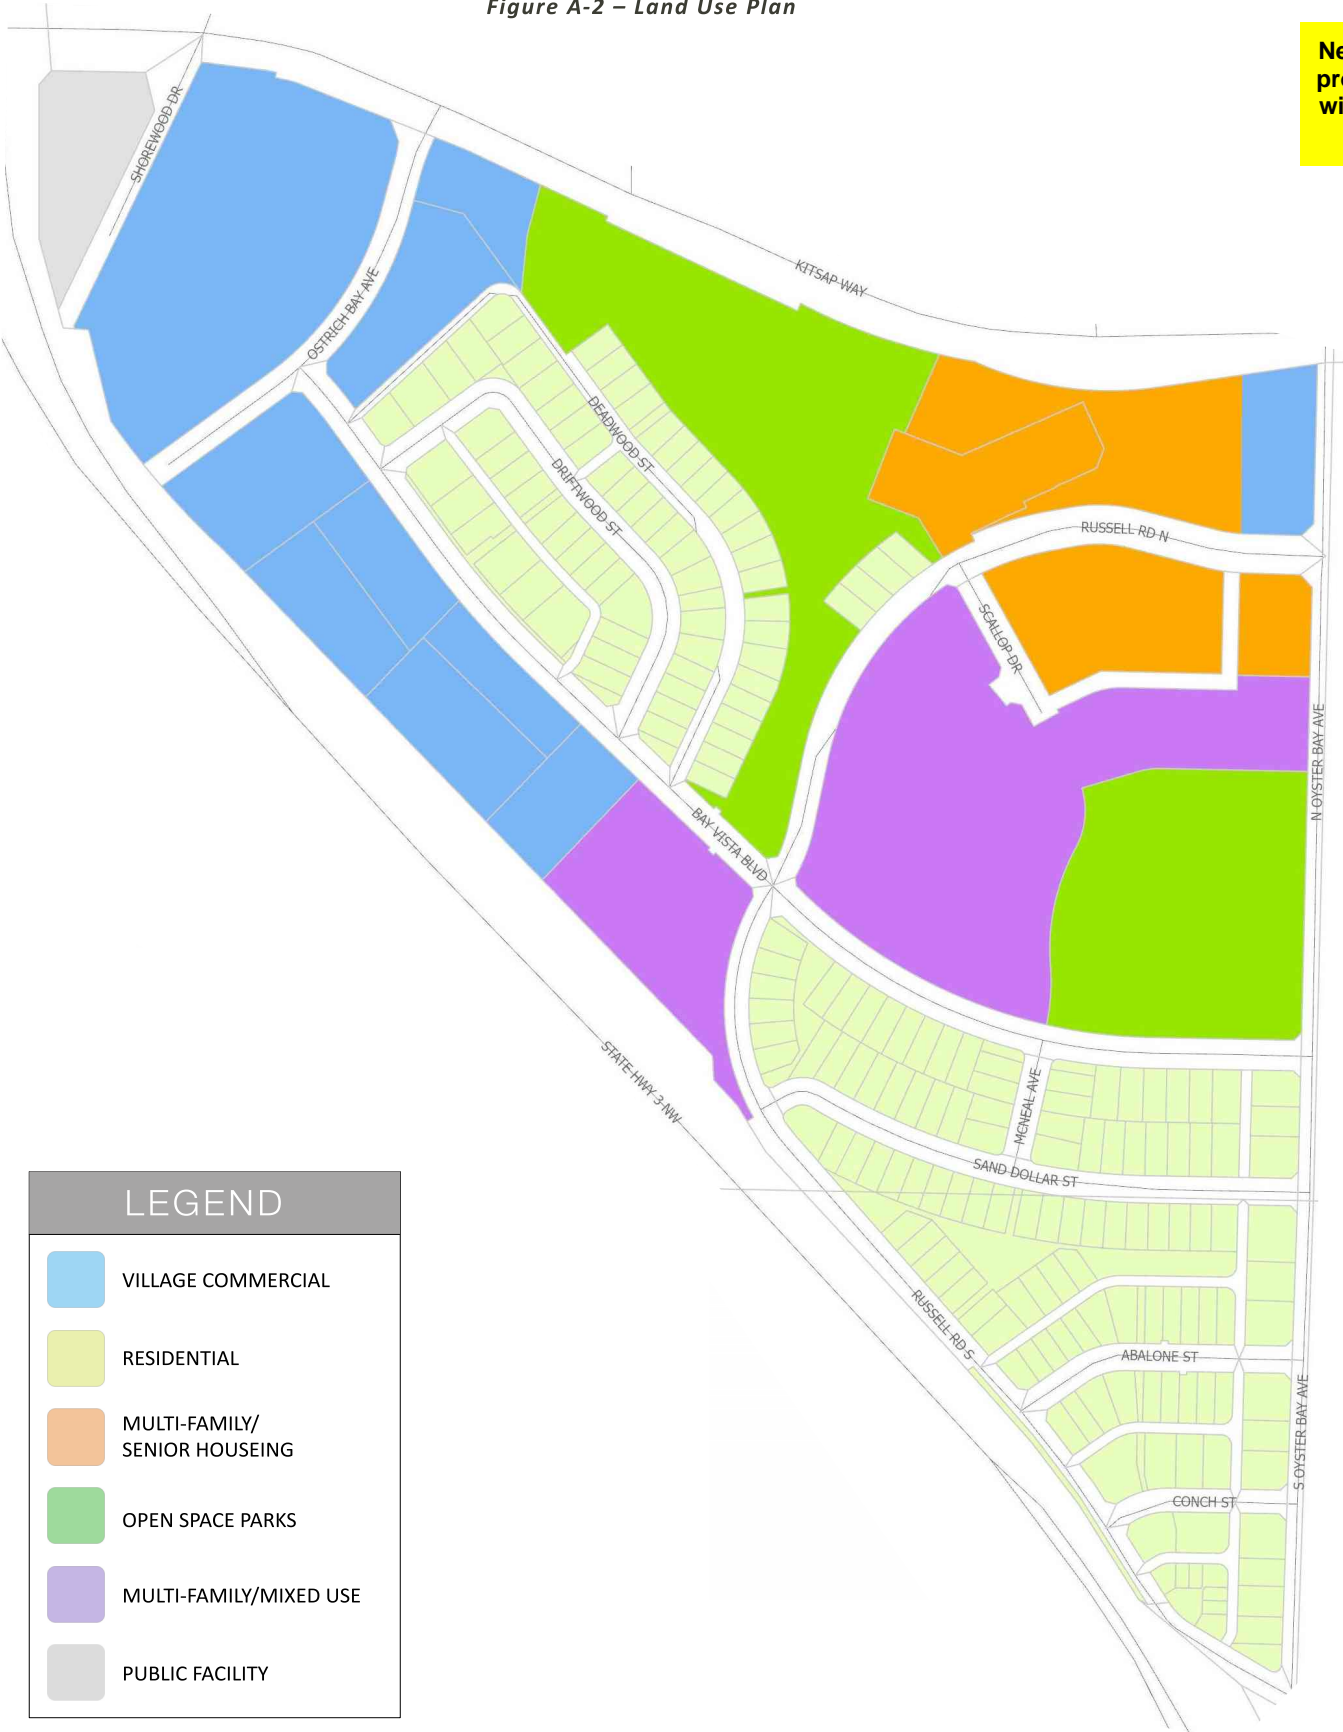 Figure A-2 – Land Use Plan
SHOREWOOD DR
OSTRICH BAY AVE
KITSAP WAY
DEADWOOD ST
DRIFTWOOD ST
RUSSELL RD N
SCALLOP DR
N OYSTER BAY AVE
BAY VISTA BLVD
STATE HWY 3 NW
MCNEAL AVE
SAND DOLLAR ST
RUSSELL RD S
ABALONE ST
S OYSTER BAY AVE
CONCH ST
LEGEND
VILLAGE COMMERCIAL
RESIDENTIAL
MULTI-FAMILY/
SENIOR HOUSEING
OPEN SPACE PARKS
MULTI-FAMILY/MIXED USE
PUBLIC FACILITY